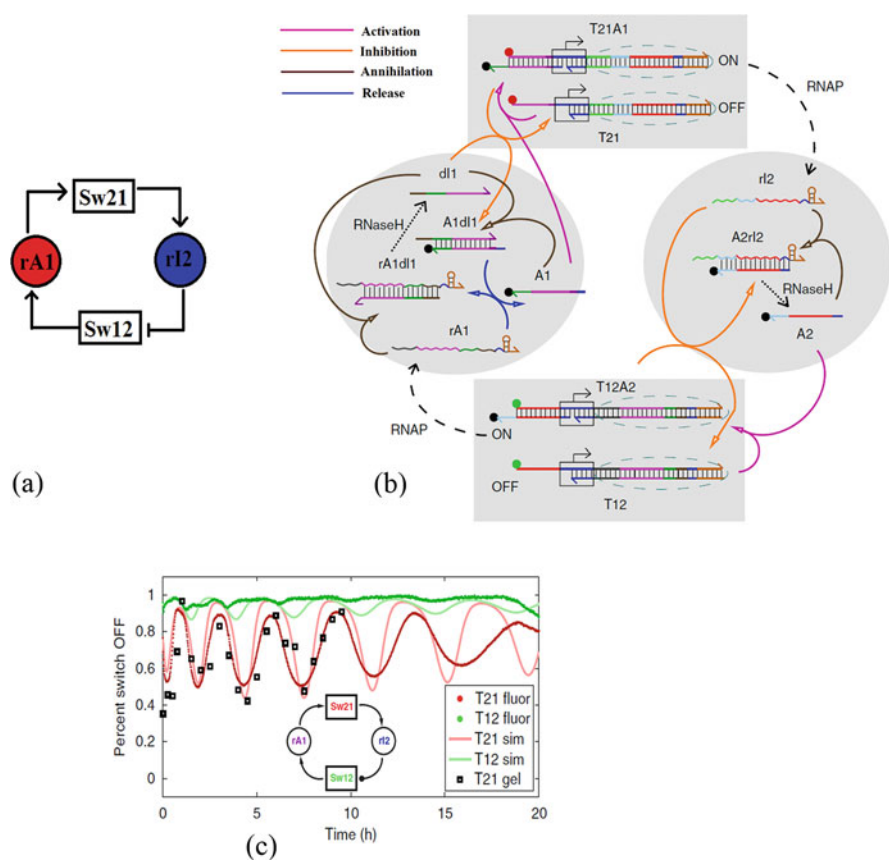 Activation
Inhibition
Annihilation
Release
T21A1
ON
OFF
T21
RNAP
Sw21
rA1
rI2
Sw12
(a)
dI1
RNaseH
A1dI1
rA1dI1
A1
rA1
RNAP
rI2
A2rI2
RNaseH
A2
T12A2
ON
OFF
T12
(b)
Percent switch OFF
1
0.8
0.6
0.4
0.2
0
0
5
10
15
20
Time (h)
Sw21
rA1
rI2
Sw12
T21 fluor
T12 fluor
T21 sim
T12 sim
T21 gel
(c)